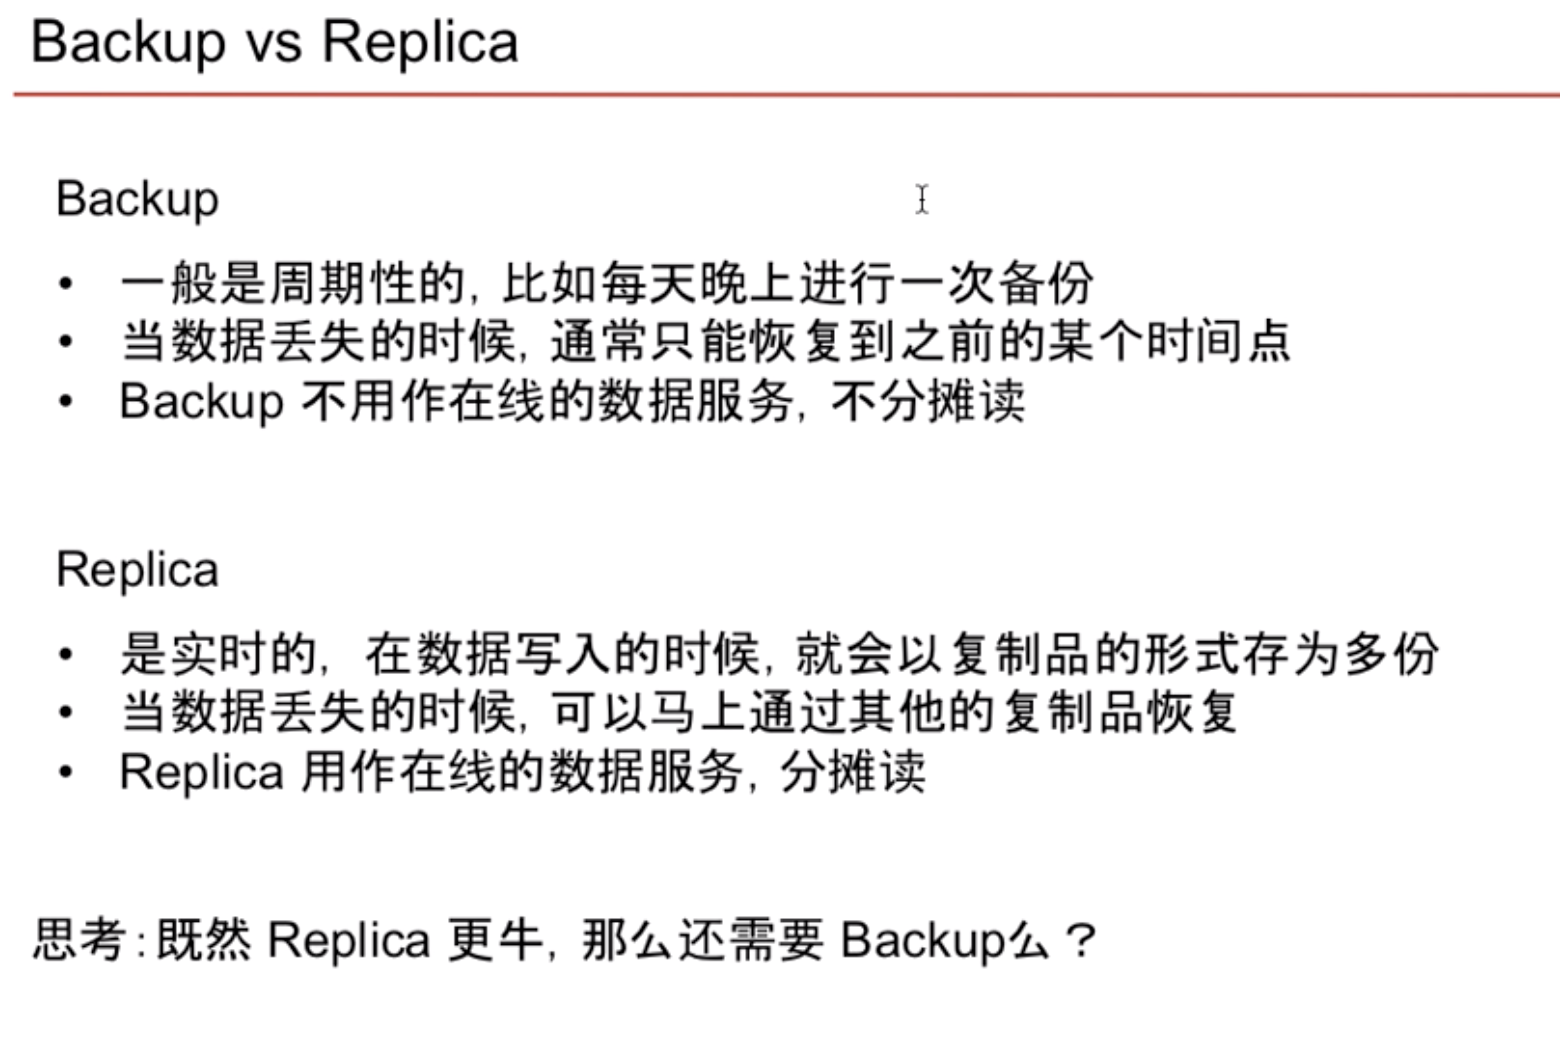 Backup vs Replica
Backup
• 一般是周期性的, 比如每天晚上进行一次备份
• 当数据丢失的时候, 通常只能恢复到之前的某个时间点
• Backup 不用作在线的数据服务, 不分摊读
Replica
• 是实时的, 在数据写入的时候, 就会以复制品的形式存为多份
• 当数据丢失的时候, 可以马上通过其他的复制品恢复
• Replica 用作在线的数据服务, 分摊读
思考:既然 Replica 更牛, 那么还需要 Backup么?